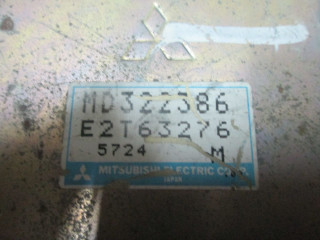 MD322386
E2T63276
5724 M
MITSUBISHI ELECTRIC CORP.
JAPAN